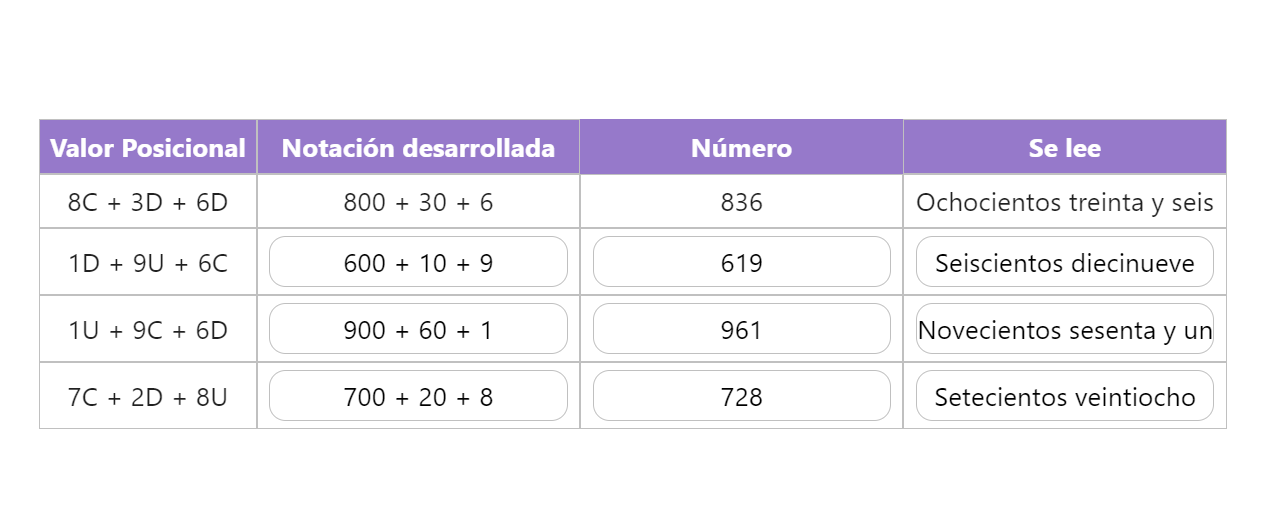 Valor Posicional Notación desarrollada Número Se lee
8C + 3D + 6D 800 + 30 + 6 836 Ochocientos treinta y seis
1D + 9U + 6C 600 + 10 + 9 619 Seiscientos diecinueve
1U + 9C + 6D 900 + 60 + 1 961 Novecientos sesenta y un
7C + 2D + 8U 700 + 20 + 8 728 Setecientos veintiocho